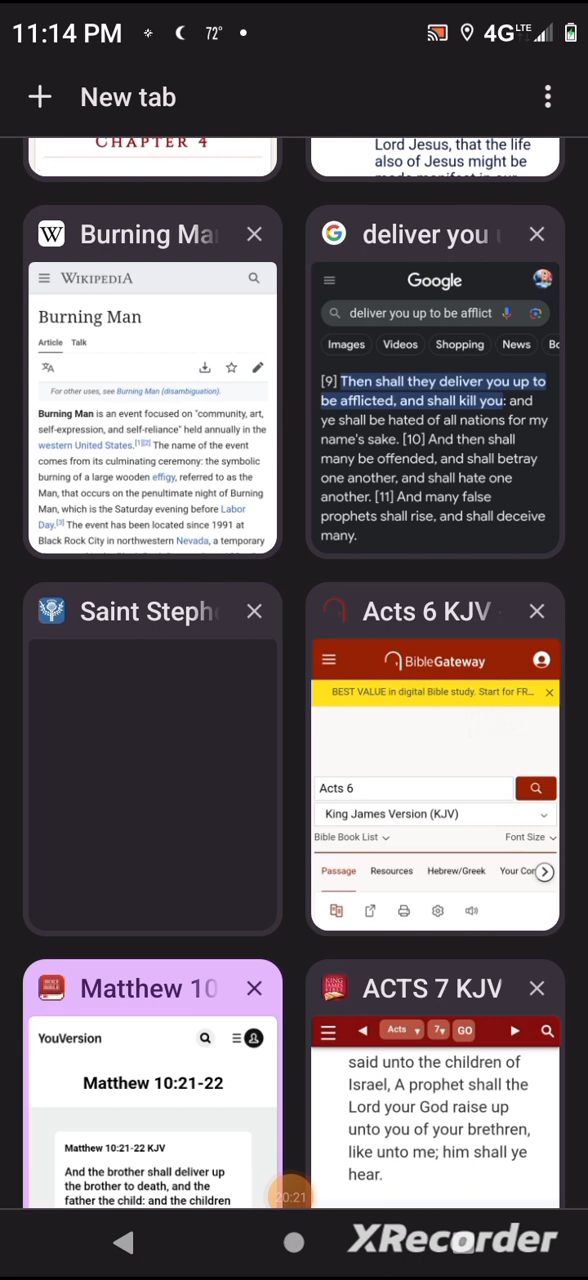 11:14 PM 72° 4G LTE
+ New tab
CHAPTER 4
Lord Jesus, that the life
also of Jesus might be
Burning Ma
WIKIPEDIA
Burning Man
Article Talk
For other uses, see Burning Man (disambiguation).
Burning Man is an event focused on "community, art,
self-expression, and self-reliance" held annually in the
western United States.[1][2] The name of the event
comes from its culminating ceremony: the symbolic
burning of a large wooden effigy, referred to as the
Man, that occurs on the penultimate night of Burning
Man, which is the Saturday evening before Labor
Day.[3] The event has been located since 1991 at
Black Rock City in northwestern Nevada, a temporary
deliver you
Google
deliver you up to be afflict
Images Videos Shopping News Bo
[9] Then shall they deliver you up to
be afflicted, and shall kill you: and
ye shall be hated of all nations for my
name's sake. [10] And then shall
many be offended, and shall betray
one another, and shall hate one
another. [11] And many false
prophets shall rise, and shall deceive
many.
Saint Steph
Acts 6 KJV
BibleGateway
BEST VALUE in digital Bible study. Start for FR...
Acts 6
King James Version (KJV)
Bible Book List Font Size
Passage Resources Hebrew/Greek Your Con
Matthew 10
YouVersion
Matthew 10:21-22
Matthew 10:21-22 KJV
And the brother shall deliver up
the brother to death, and the
father the child: and the children
ACTS 7 KJV
HOLY BIBLE
KING JAMES BIBLE
Acts 7 GO
said unto the children of
Israel, A prophet shall the
Lord your God raise up
unto you of your brethren,
like unto me; him shall ye
hear.
20:21
XRecorder